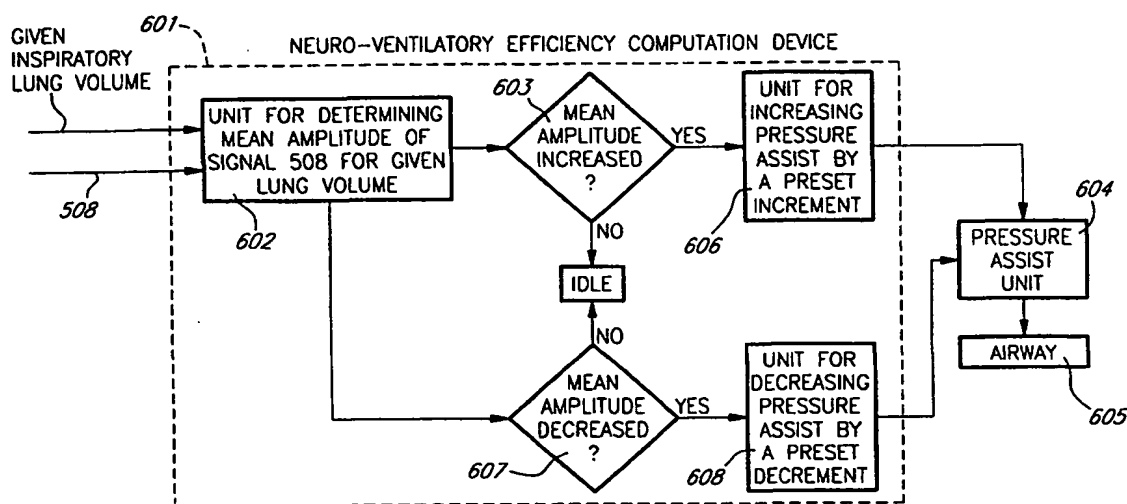 GIVEN
INSPIRATORY
LUNG VOLUME
508
601
NEURO-VENTILATORY EFFICIENCY COMPUTATION DEVICE
UNIT FOR DETERMINING
MEAN AMPLITUDE OF
SIGNAL 508 FOR GIVEN
LUNG VOLUME
602
603
MEAN
AMPLITUDE
INCREASED
?
YES
NO
UNIT FOR
INCREASING
PRESSURE
ASSIST BY
A PRESET
INCREMENT
606
IDLE
NO
MEAN
AMPLITUDE
DECREASED
?
607
YES
UNIT FOR
DECREASING
PRESSURE
ASSIST BY
A PRESET
DECREMENT
608
604
PRESSURE
ASSIST
UNIT
AIRWAY
605